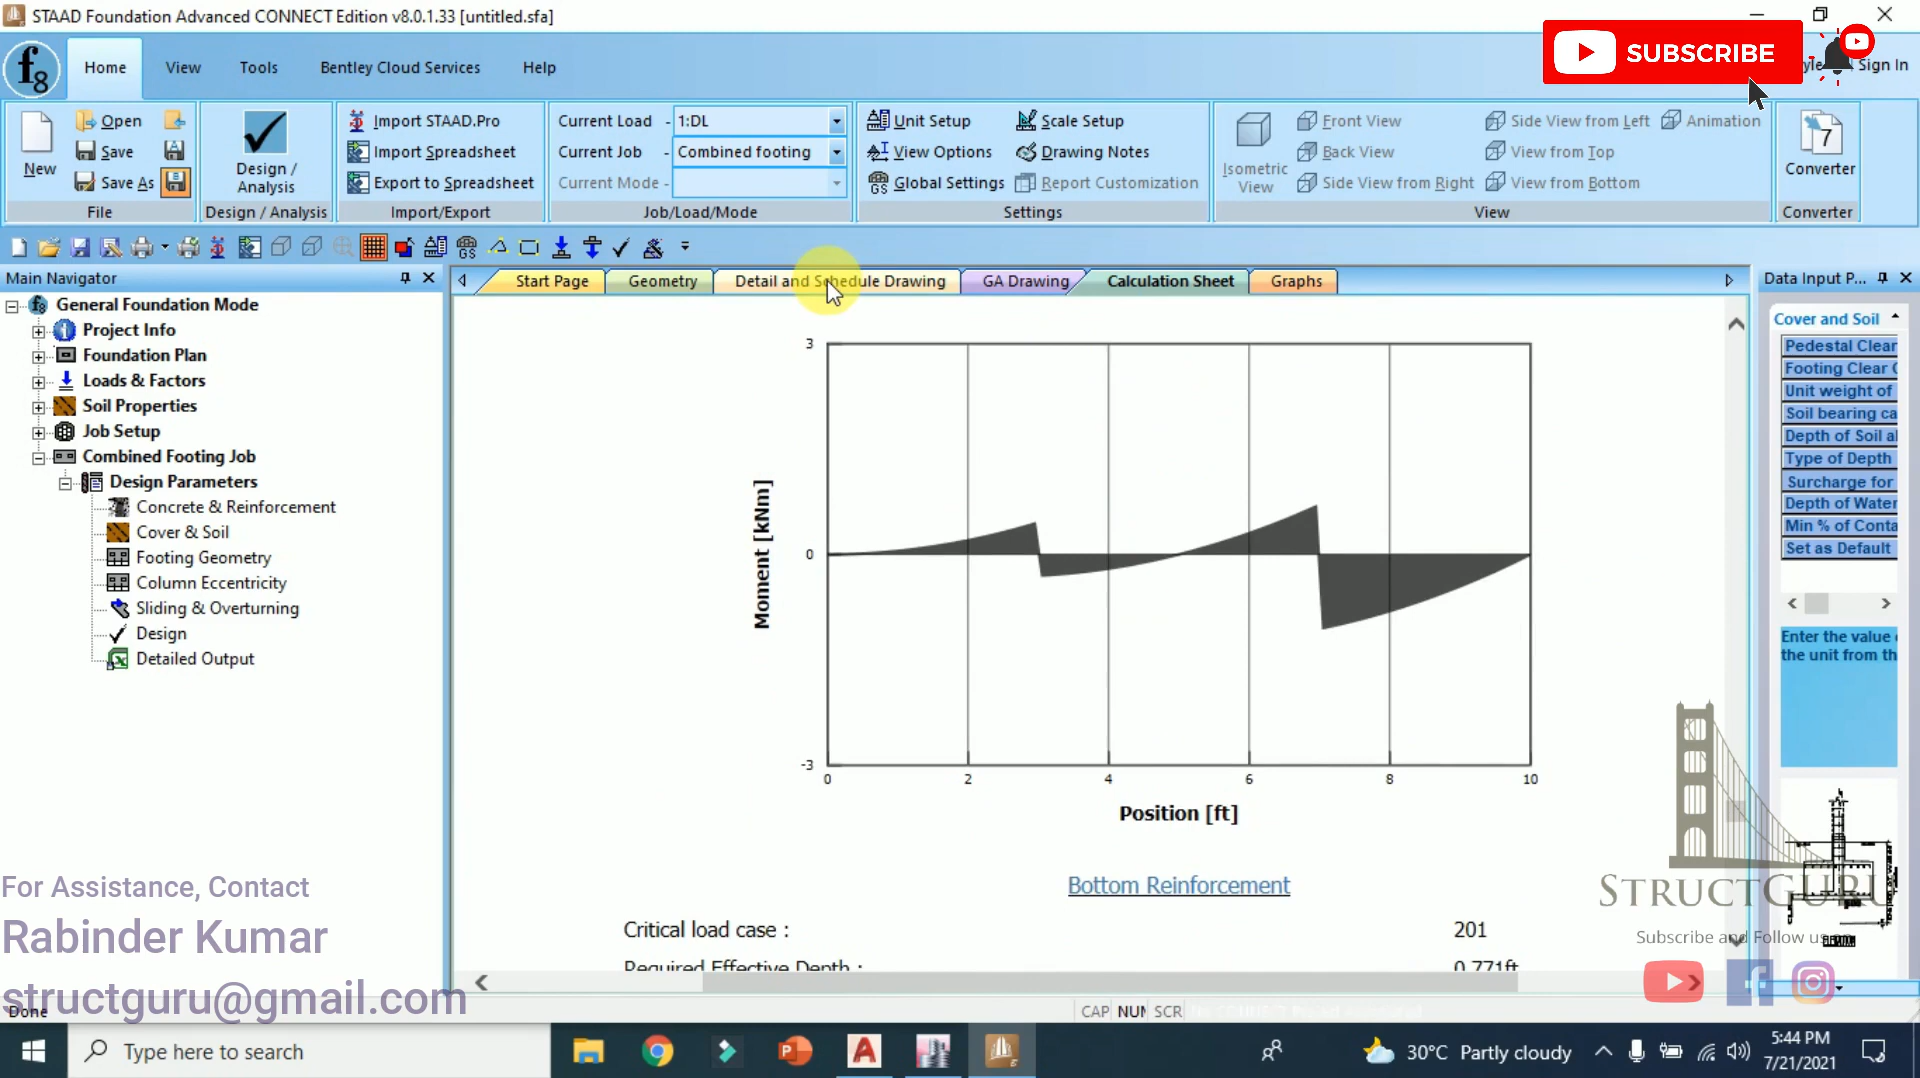 STAAD Foundation Advanced CONNECT Edition v8.0.1.33 [untitled.sfa]
SUBSCRIBE
Home
View
Tools
Bentley Cloud Services
Help
Sign In
New
Open
Save
Save As
File
Design / Analysis
Design / Analysis
Import STAAD.Pro
Import Spreadsheet
Export to Spreadsheet
Import/Export
Current Load - 1:DL
Current Job - Combined footing
Current Mode -
Job/Load/Mode
Unit Setup
View Options
Global Settings
Scale Setup
Drawing Notes
Report Customization
Settings
Isometric View
Front View
Back View
Side View from Right
Side View from Left
View from Top
View from Bottom
Animation
View
7
Converter
Converter
GS
Main Navigator
General Foundation Mode
Project Info
Foundation Plan
Loads & Factors
Soil Properties
Job Setup
Combined Footing Job
Design Parameters
Concrete & Reinforcement
Cover & Soil
Footing Geometry
Column Eccentricity
Sliding & Overturning
Design
Detailed Output
Start Page
Geometry
Detail and Schedule Drawing
GA Drawing
Calculation Sheet
Graphs
3
0
-3
Moment [kNm]
0 2 4 6 8 10
Position [ft]
Bottom Reinforcement
Critical load case : 201
Required Effective Depth : 0.771ft
Data Input P...
Cover and Soil
Pedestal Clear
Footing Clear C
Unit weight of
Soil bearing ca
Depth of Soil a
Type of Depth
Surcharge for
Depth of Water
Min % of Conta
Set as Default
Enter the value
the unit from th
STRUCTGURU
Subscribe and Follow us
For Assistance, Contact
Rabinder Kumar
structguru@gmail.com
Done
CAP NUM SCR
Type here to search
30°C Partly cloudy
5:44 PM
7/21/2021